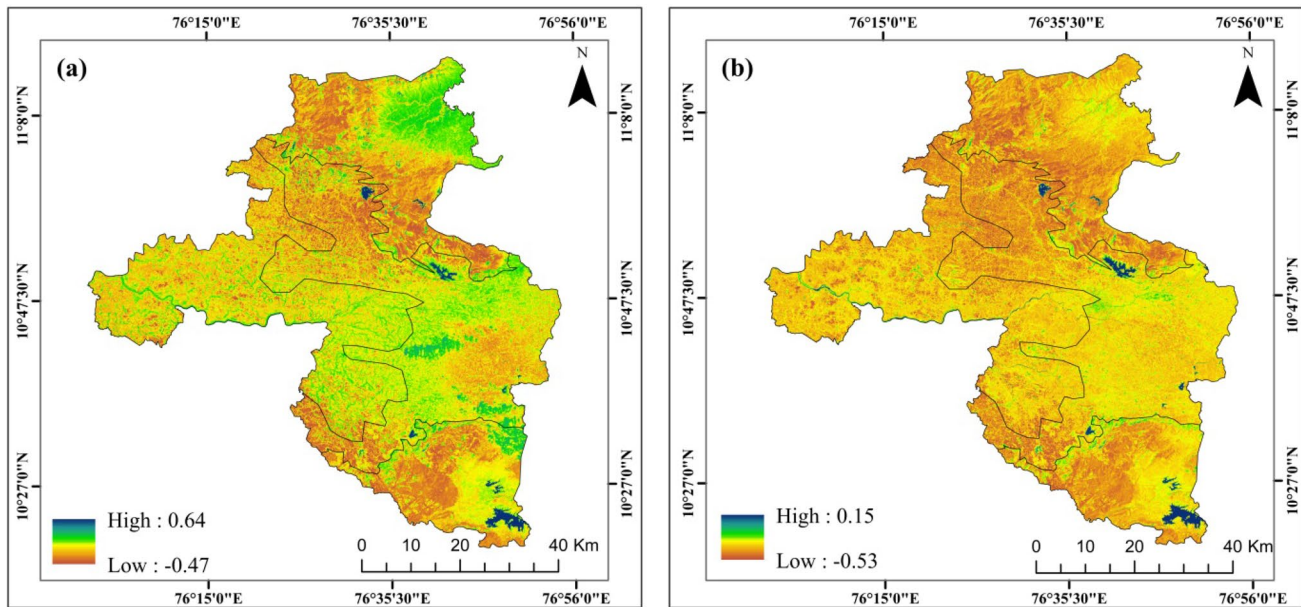 76°15'0"E 76°35'30"E 76°56'0"E
(a)
N
11°8'0"N
11°8'0"N
10°47'30"N
10°47'30"N
10°27'0"N
10°27'0"N
High : 0.64
Low : -0.47
0 10 20 40 Km
76°15'0"E 76°35'30"E 76°56'0"E
76°15'0"E 76°35'30"E 76°56'0"E
(b)
N
11°8'0"N
11°8'0"N
10°47'30"N
10°47'30"N
10°27'0"N
10°27'0"N
High : 0.15
Low : -0.53
0 10 20 40 Km
76°15'0"E 76°35'30"E 76°56'0"E